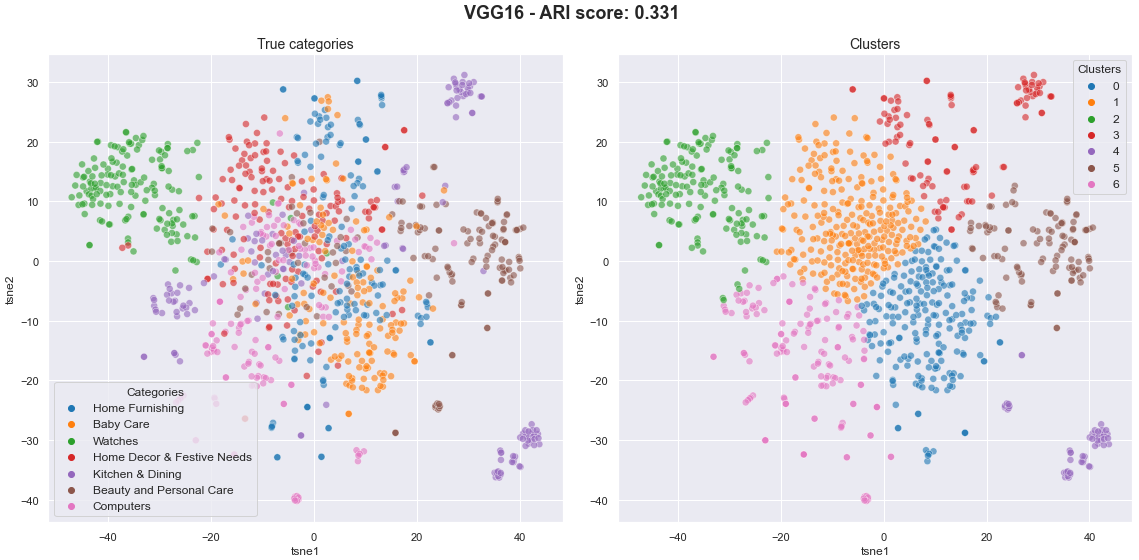 VGG16 - ARI score: 0.331
True categories
30
20
10
0
−10
−20
−30
−40
tsne2
Categories
Home Furnishing
Baby Care
Watches
Home Decor & Festive Needs
Kitchen & Dining
Beauty and Personal Care
Computers
−40
−20
0
20
40
tsne1
Clusters
30
20
10
0
−10
−20
−30
−40
tsne2
Clusters
0
1
2
3
4
5
6
−40
−20
0
20
40
tsne1